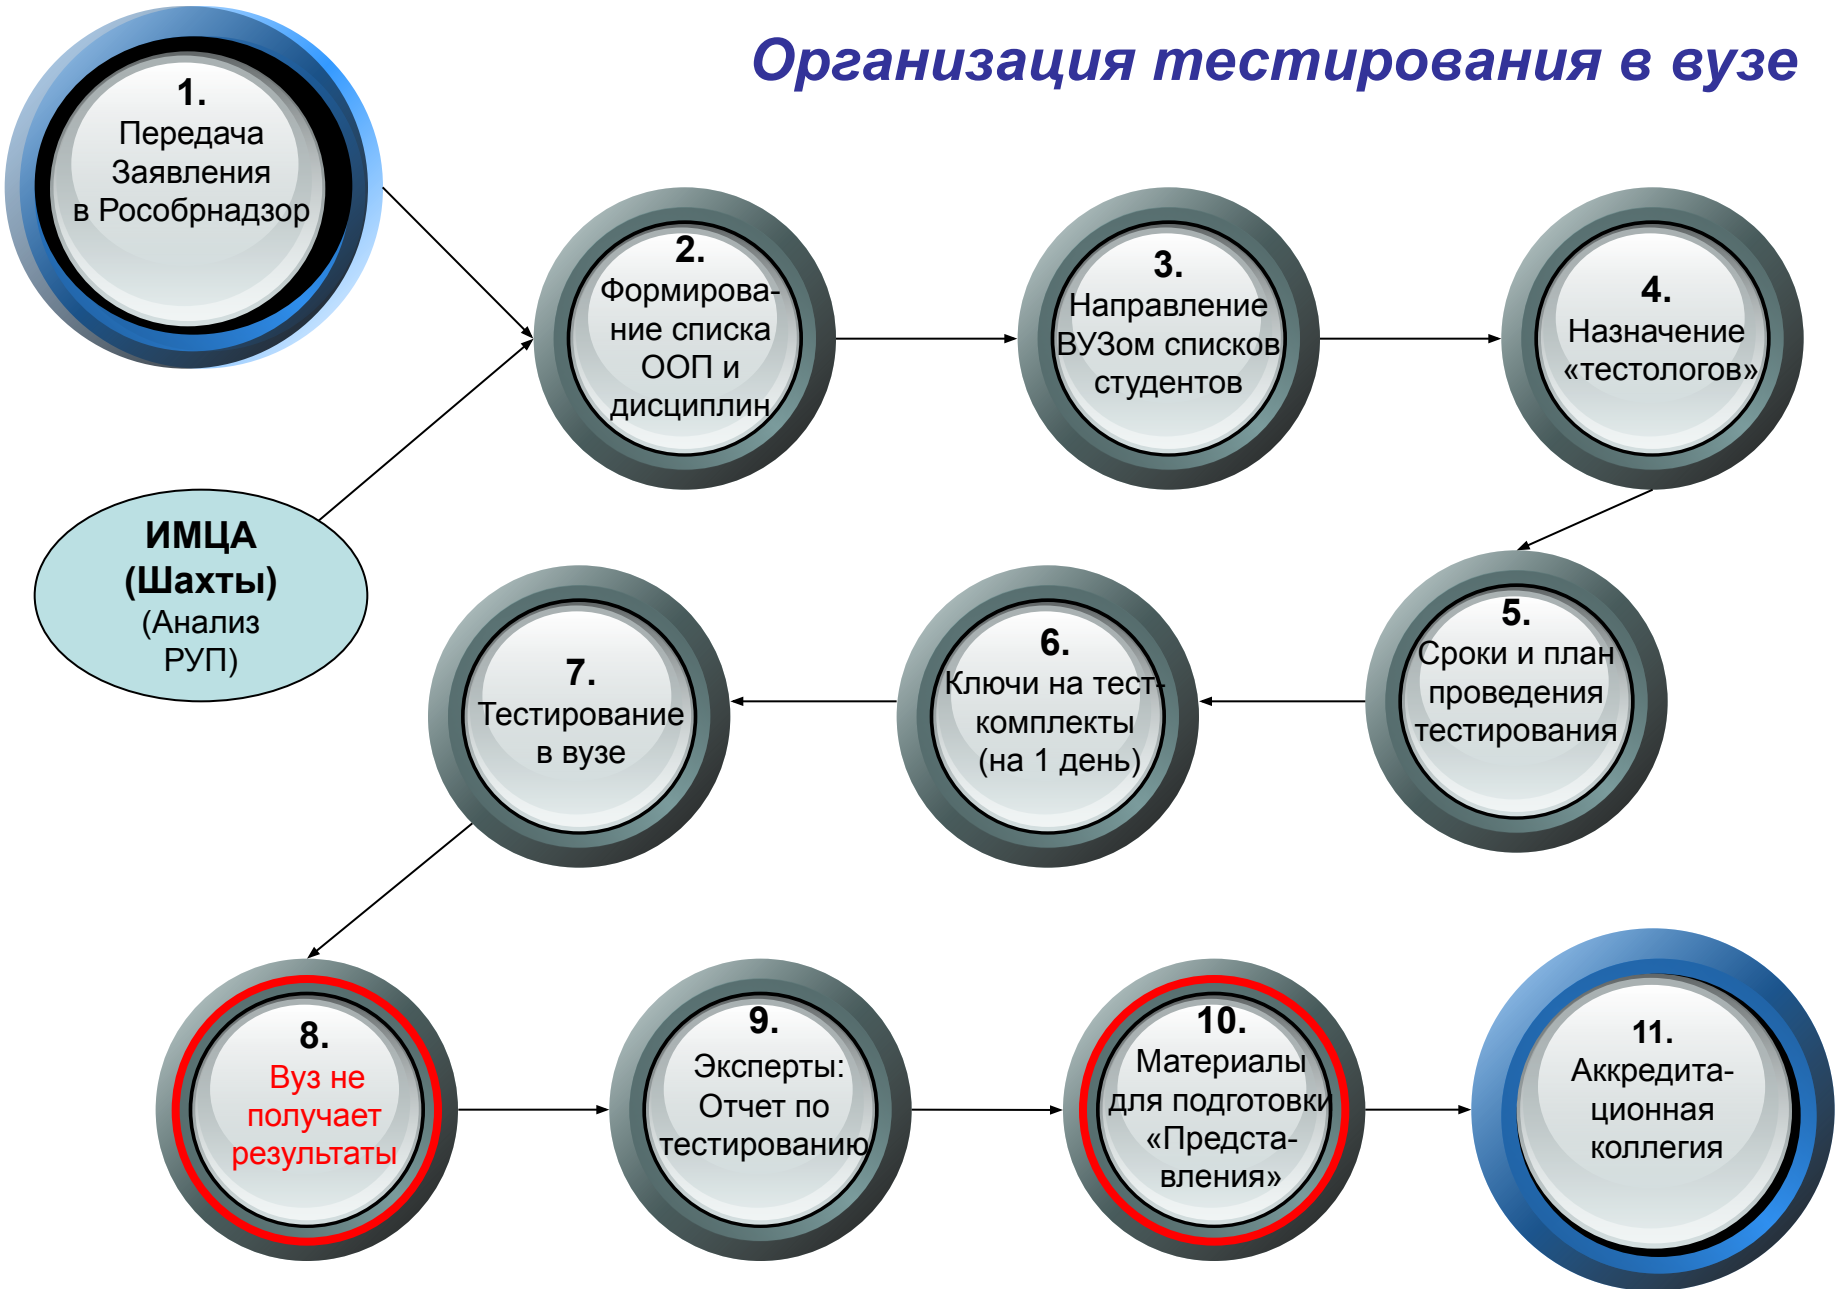 Организация тестирования в вузе
1.
Передача
Заявления
в Рособрнадзор
2.
Формирова-
ние списка
ООП и
дисциплин
3.
Направление
ВУЗом списков
студентов
4.
Назначение
«тестологов»
ИМЦА
(Шахты)
(Анализ
РУП)
5.
Сроки и план
проведения
тестирования
6.
Ключи на тест-
комплекты
(на 1 день)
7.
Тестирование
в вузе
8.
Вуз не
получает
результаты
9.
Эксперты:
Отчет по
тестированию
10.
Материалы
для подготовки
«Предста-
вления»
11.
Аккредита-
ционная
коллегия